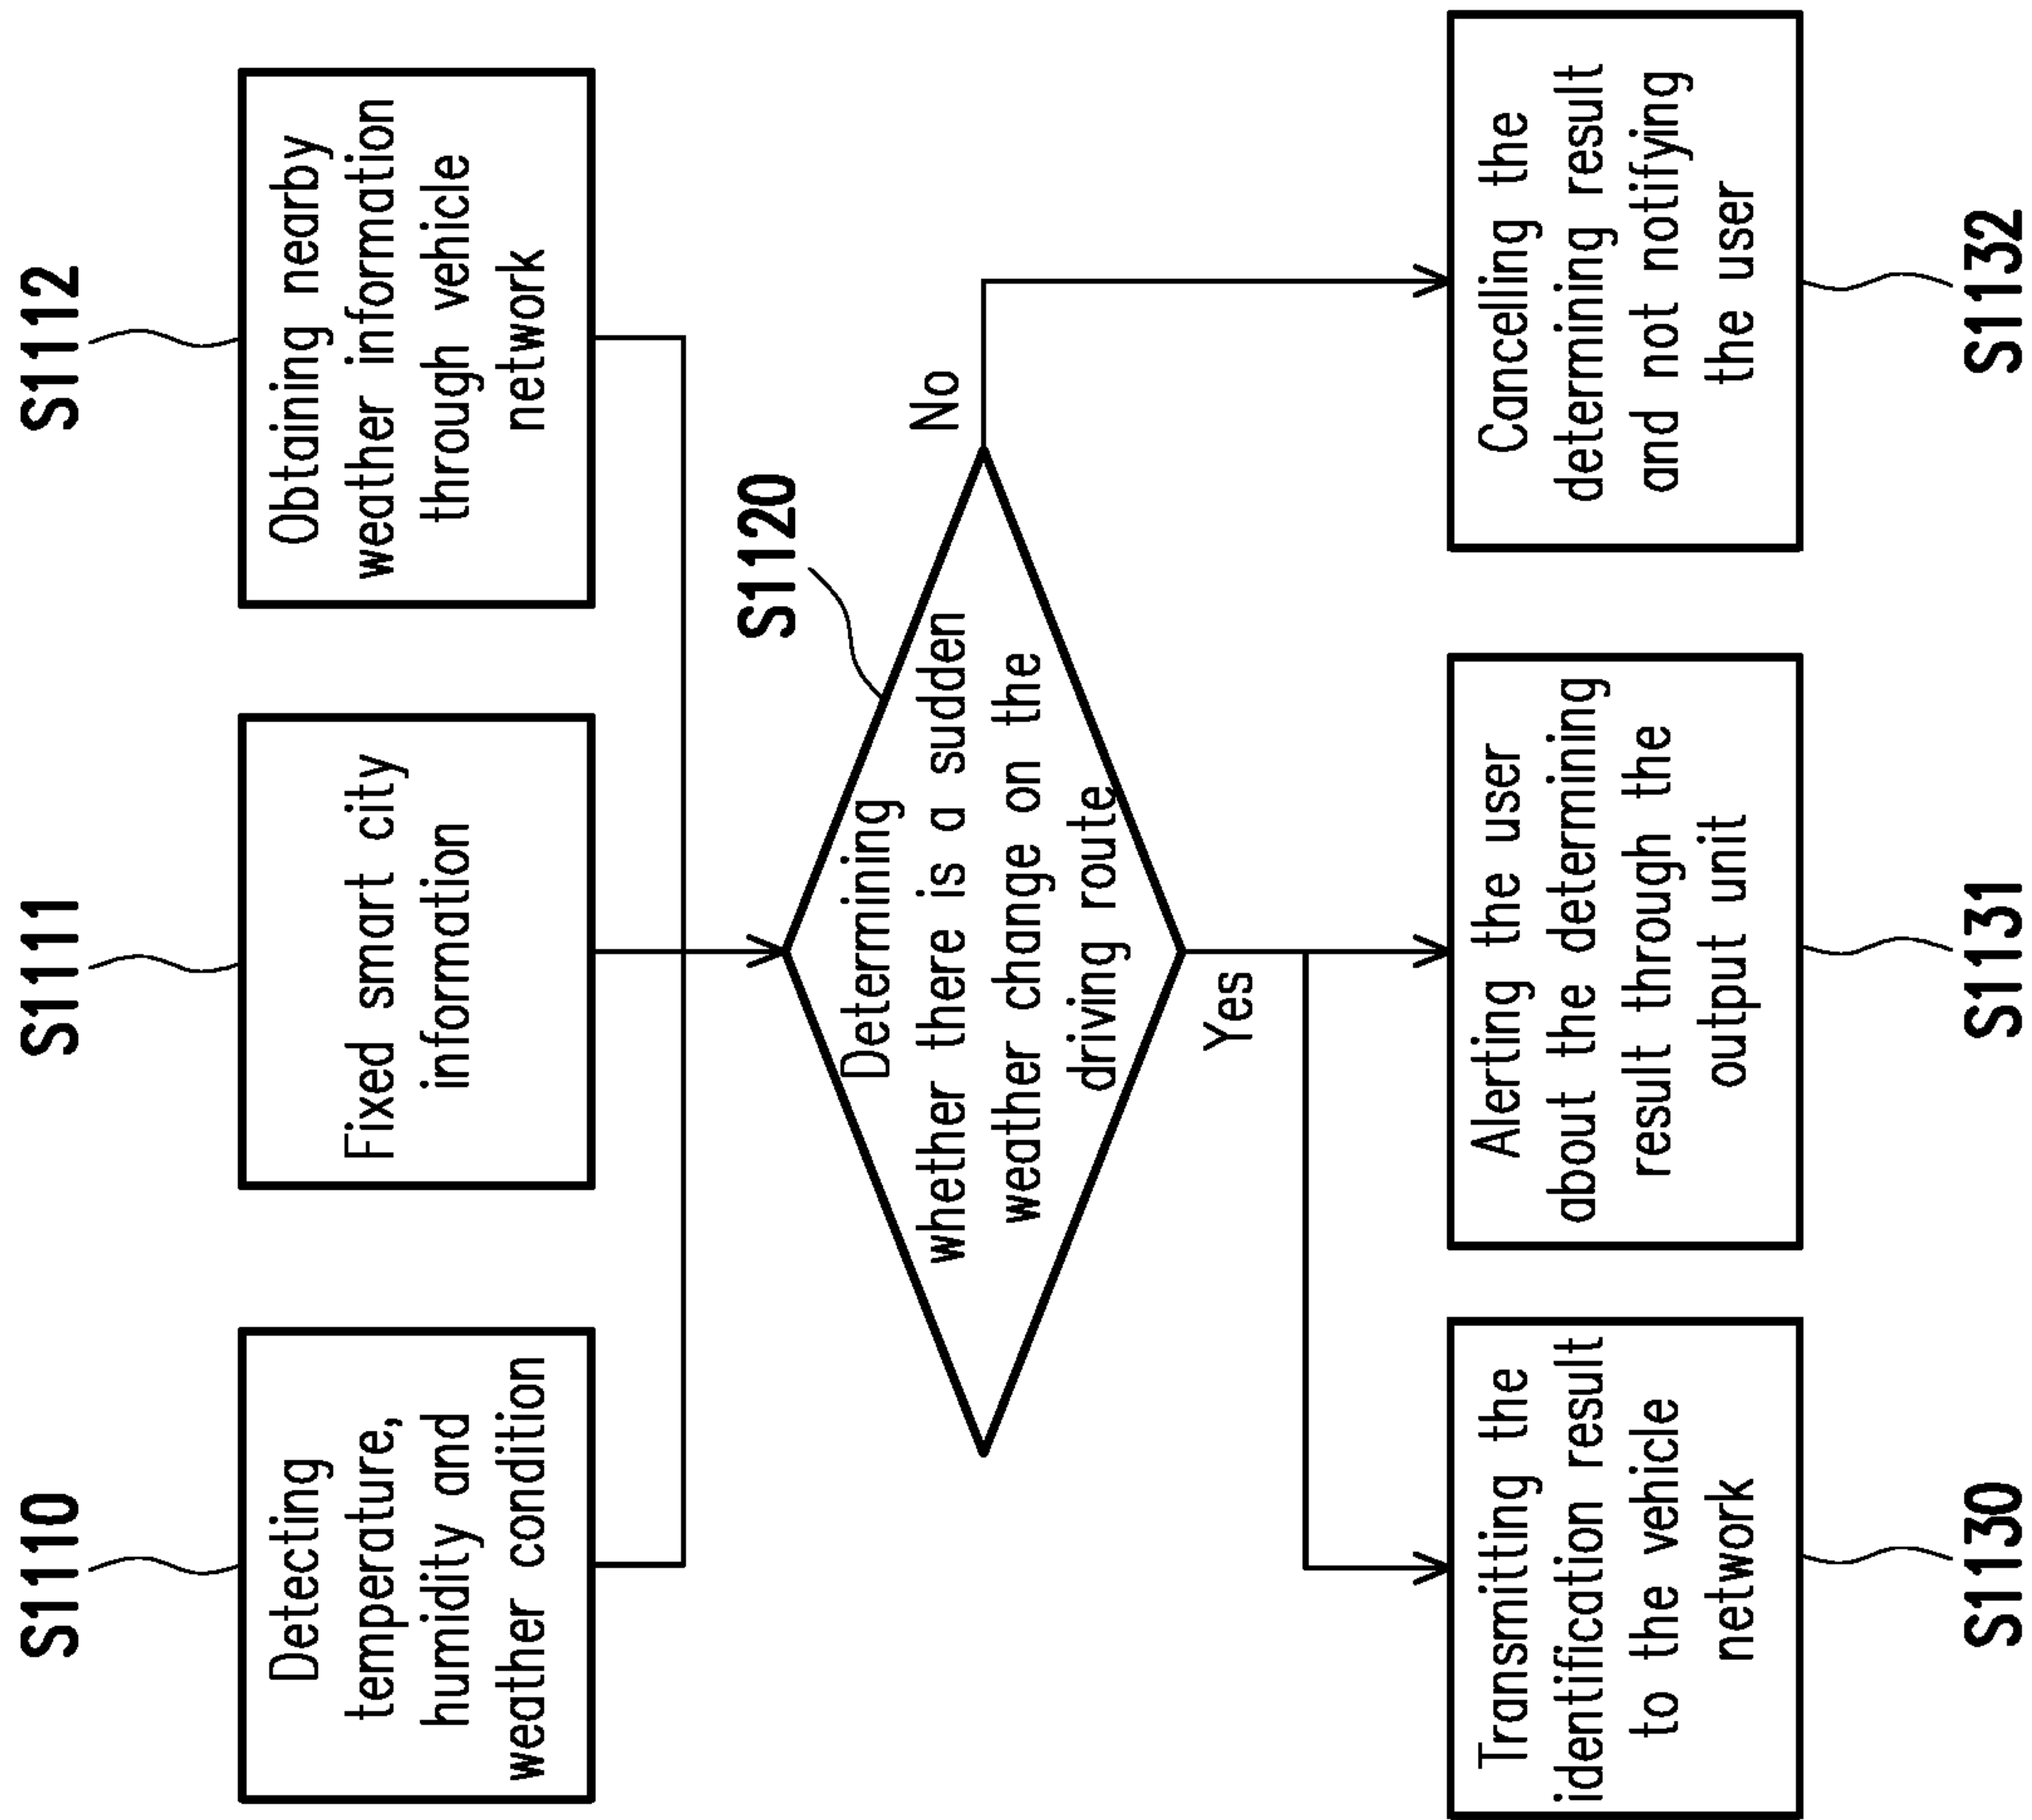 S1110
S1111
S1112
Detecting
temperature,
humidity and
weather condition
Fixed smart city
information
Obtaining nearby
weather information
through vehicle
network
S1120
Determining
whether there is a sudden
weather change on the
driving route
No
Yes
Transmitting the
identification result
to the vehicle
network
Alerting the user
about the determining
result through the
output unit
Cancelling the
determining result
and not notifying
the user
S1130
S1131
S1132